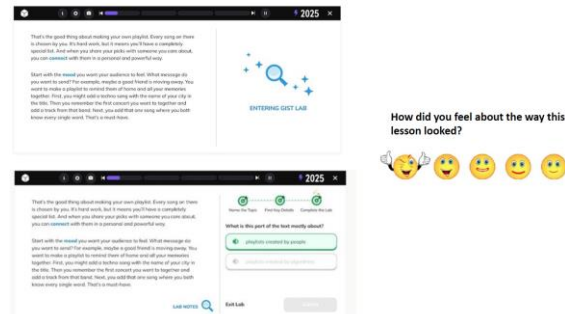 2025
That's the good thing about making your own playlist. Every song on there
is chosen by you. It's hard work, but it means you'll have a completely
special list. And when you share your picks with someone you care about,
you can connect with them in a personal and powerful way.
Start with the mood you want your audience to feel. What message do
you want to send? For example, maybe a good friend is moving away. You
want to make a playlist to remind them of home and all your memories
together. First, you might add a techno song with the name of your city in
the title. Then you remember the first concert you went to together and
add a track from that band. Next, you add that one song where you both
know every single word. That's a must-have.
ENTERING GIST LAB
How did you feel about the way this
lesson looked?
2025
That's the good thing about making your own playlist. Every song on there
is chosen by you. It's hard work, but it means you'll have a completely
special list. And when you share your picks with someone you care about,
you can connect with them in a personal and powerful way.
Start with the mood you want your audience to feel. What message do
you want to send? For example, maybe a good friend is moving away. You
want to make a playlist to remind them of home and all your memories
together. First, you might add a techno song with the name of your city in
the title. Then you remember the first concert you went to together and
add a track from that band. Next, you add that one song where you both
know every single word. That's a must-have.
LAB NOTES
Name the Topic Find Key Details Complete the Lab
What is this part of the text mostly about?
playlists created by people
Exit Lab